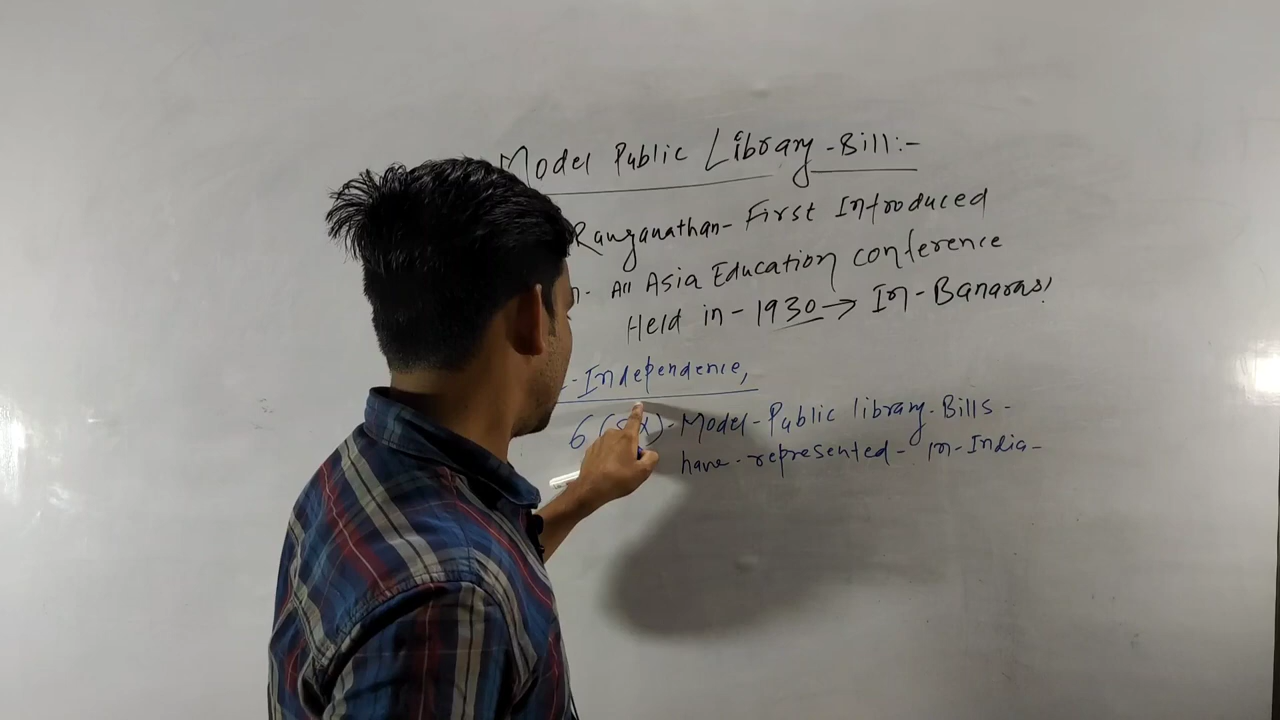 Model Public Library - Bill:-
Ranganathan - First Introduced
n - All Asia Education conference
Held in - 1930 → In - Banaras!
- Independence,
6 (Six) - Model - Public library - Bills -
have - represented - in - India -